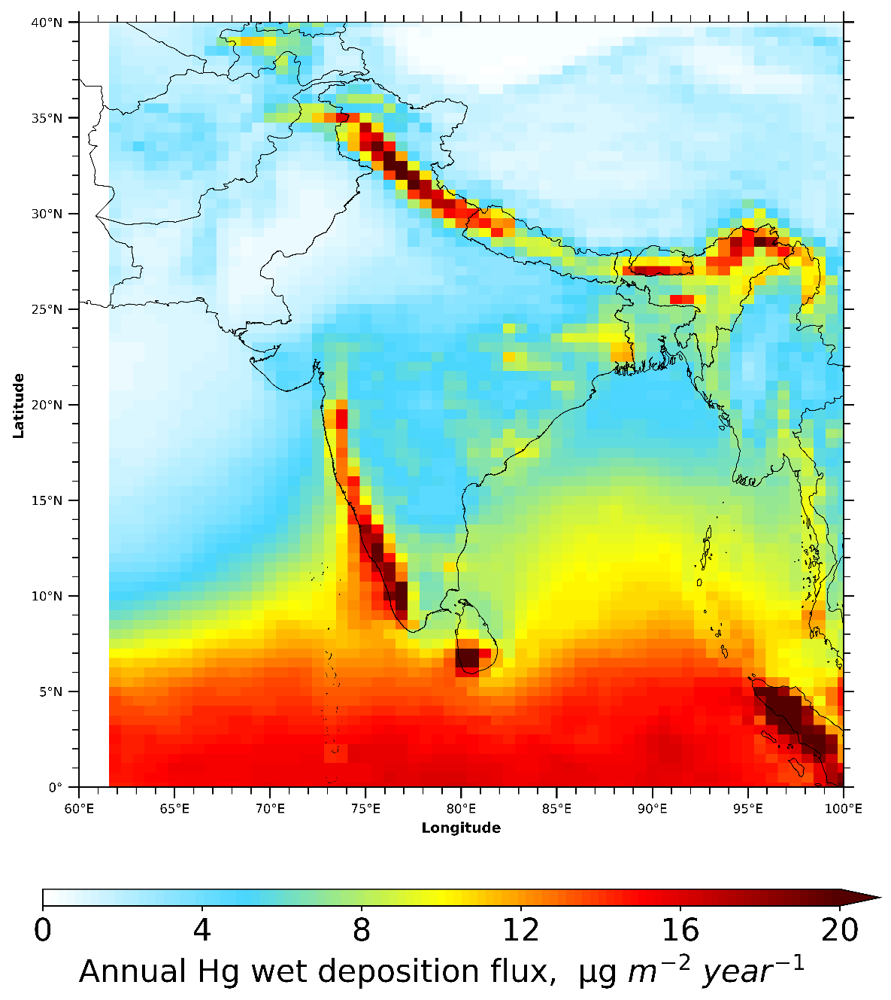 40°N
35°N
30°N
25°N
20°N
15°N
10°N
5°N
0°
Latitude
60°E 65°E 70°E 75°E 80°E 85°E 90°E 95°E 100°E
Longitude
0 4 8 12 16 20
Annual Hg wet deposition flux, μg m⁻² year⁻¹